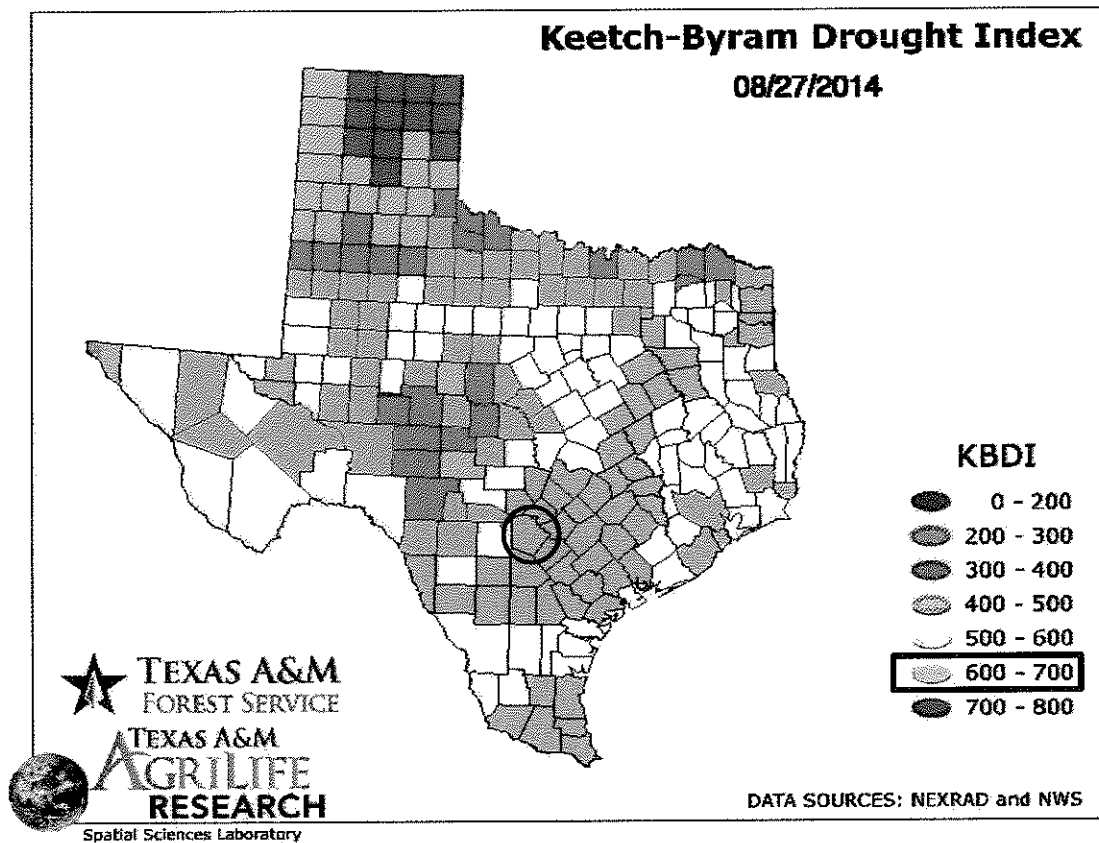 Keetch-Byram Drought Index
08/27/2014
KBDI
0 - 200
200 - 300
300 - 400
400 - 500
500 - 600
600 - 700
700 - 800
TEXAS A&M
FOREST SERVICE
TEXAS A&M
AGRILIFE
RESEARCH
Spatial Sciences Laboratory
DATA SOURCES: NEXRAD and NWS